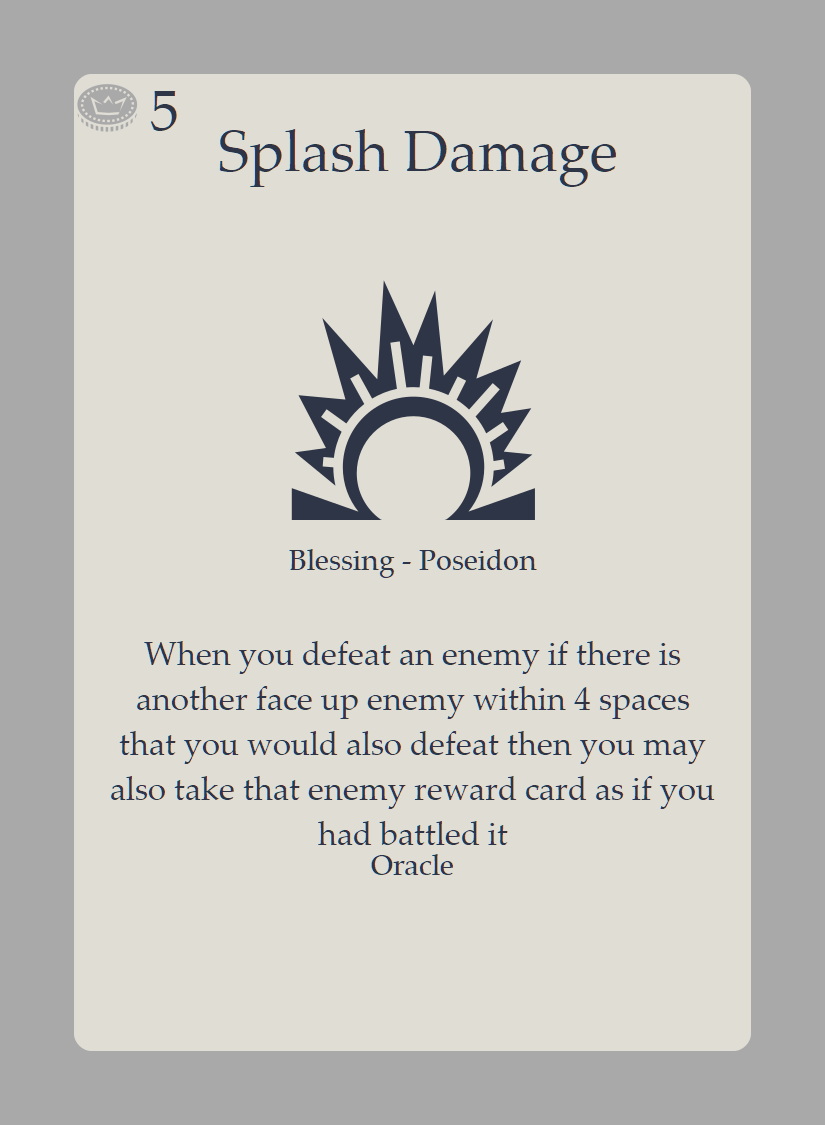 5
Splash Damage
Blessing - Poseidon
When you defeat an enemy if there is
another face up enemy within 4 spaces
that you would also defeat then you may
also take that enemy reward card as if you
had battled it
Oracle